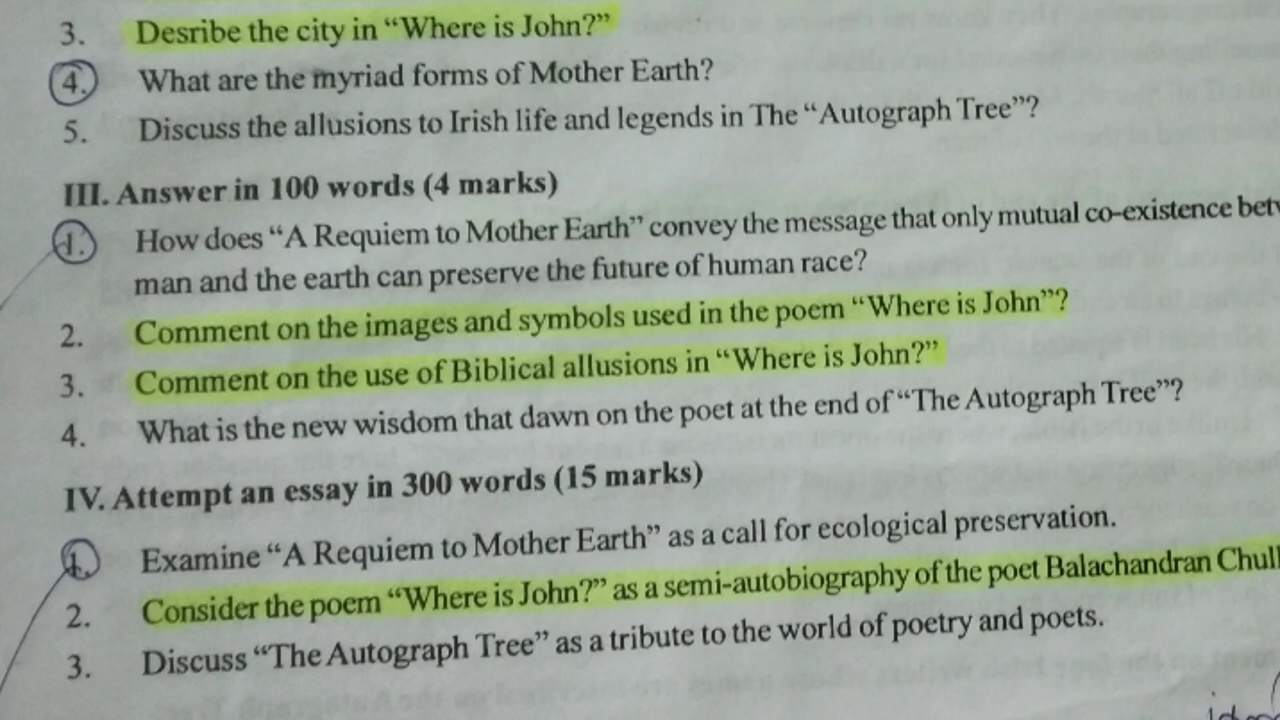 3. Desribe the city in “Where is John?”
4. What are the myriad forms of Mother Earth?
5. Discuss the allusions to Irish life and legends in The “Autograph Tree”?
III. Answer in 100 words (4 marks)
1. How does “A Requiem to Mother Earth” convey the message that only mutual co-existence
man and the earth can preserve the future of human race?
2. Comment on the images and symbols used in the poem “Where is John”?
3. Comment on the use of Biblical allusions in “Where is John?”
4. What is the new wisdom that dawn on the poet at the end of “The Autograph Tree”?
IV. Attempt an essay in 300 words (15 marks)
1. Examine “A Requiem to Mother Earth” as a call for ecological preservation.
2. Consider the poem “Where is John?” as a semi-autobiography of the poet Balachandran
3. Discuss “The Autograph Tree” as a tribute to the world of poetry and poets.